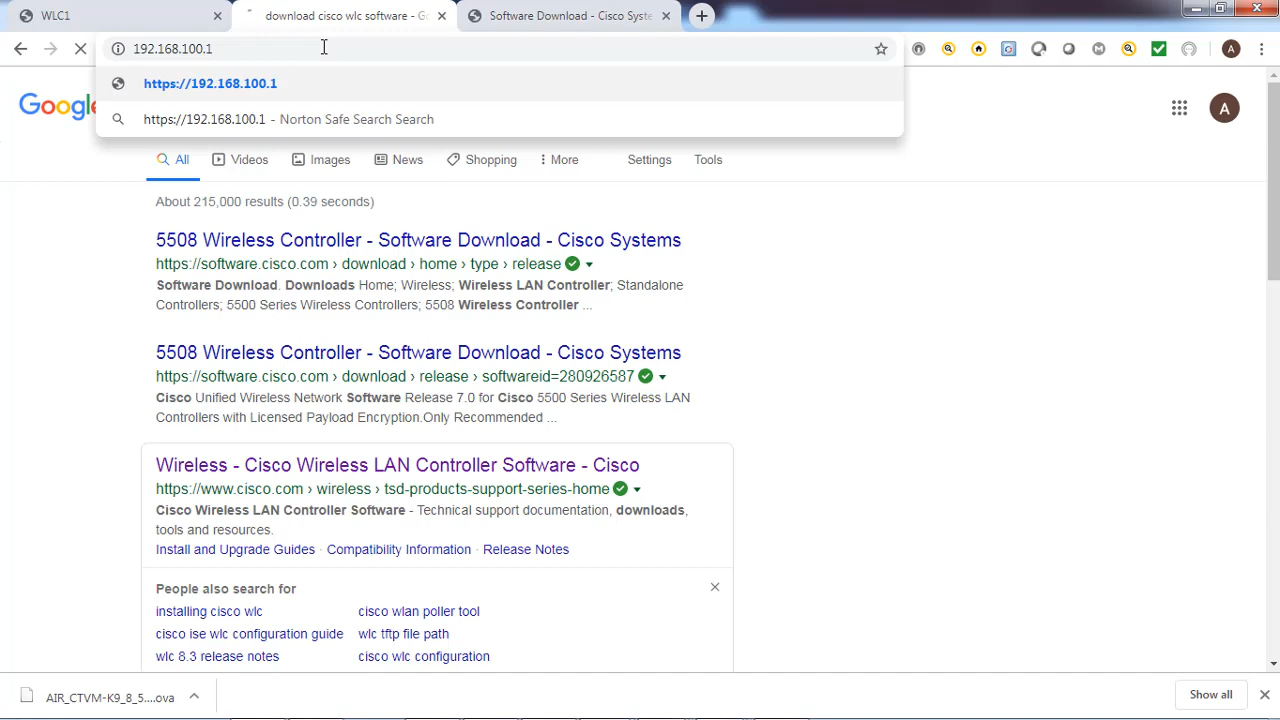 WLC1
download cisco wlc software - Go
Software Download - Cisco Syste
192.168.100.1
A
https://192.168.100.1
https://192.168.100.1 - Norton Safe Search Search
Google
A
All
Videos
Images
News
Shopping
More
Settings
Tools
About 215,000 results (0.39 seconds)
5508 Wireless Controller - Software Download - Cisco Systems
https://software.cisco.com › download › home › type › release
Software Download. Downloads Home; Wireless; Wireless LAN Controller; Standalone
Controllers; 5500 Series Wireless Controllers; 5508 Wireless Controller ...
5508 Wireless Controller - Software Download - Cisco Systems
https://software.cisco.com › download › release › softwareid=280926587
Cisco Unified Wireless Network Software Release 7.0 for Cisco 5500 Series Wireless LAN
Controllers with Licensed Payload Encryption.Only Recommended ...
Wireless - Cisco Wireless LAN Controller Software - Cisco
https://www.cisco.com › wireless › tsd-products-support-series-home
Cisco Wireless LAN Controller Software - Technical support documentation, downloads,
tools and resources.
Install and Upgrade Guides · Compatibility Information · Release Notes
People also search for
installing cisco wlc
cisco wlan poller tool
cisco ise wlc configuration guide
wlc tftp file path
wlc 8.3 release notes
cisco wlc configuration
AIR_CTVM-K9_8_5....ova
Show all